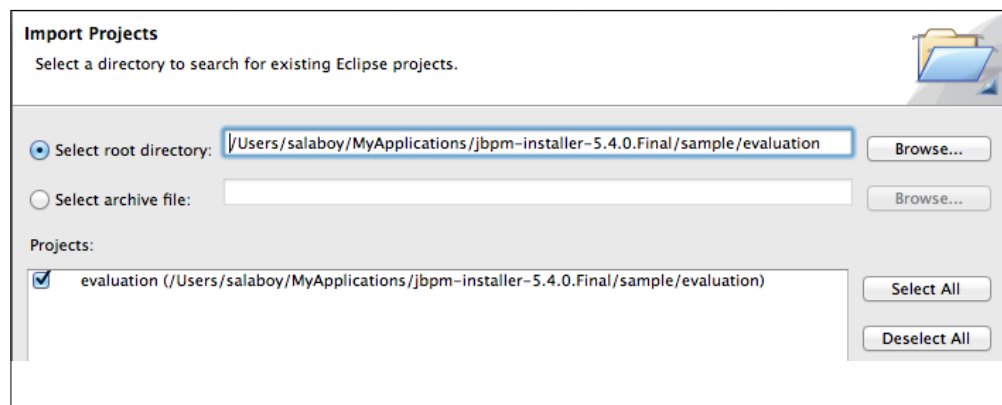 Import Projects
Select a directory to search for existing Eclipse projects.
Select root directory: /Users/salaboy/MyApplications/jbpm-installer-5.4.0.Final/sample/evaluation Browse...
Select archive file: Browse...
Projects:
evaluation (/Users/salaboy/MyApplications/jbpm-installer-5.4.0.Final/sample/evaluation)
Select All
Deselect All